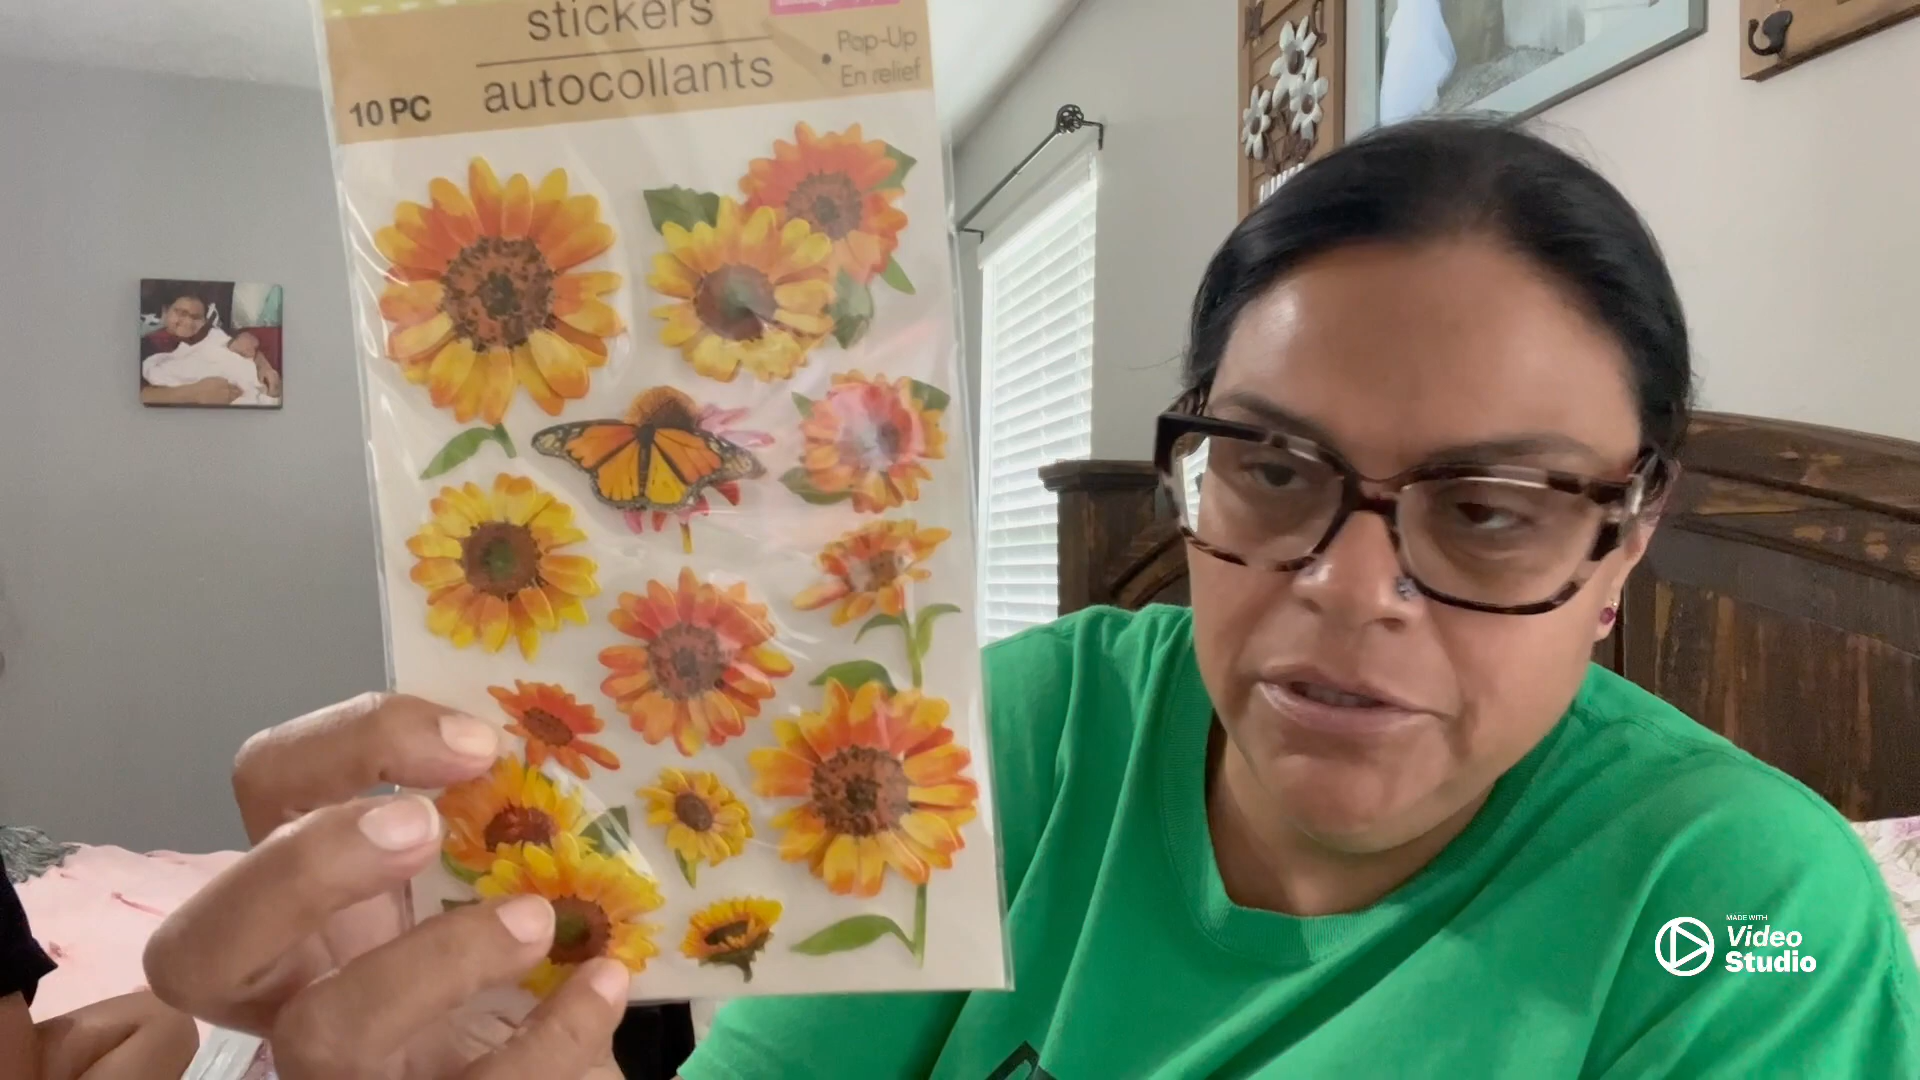 stickers
autocollants
Pop-Up
En relief
10 PC
MADE WITH
Video
Studio